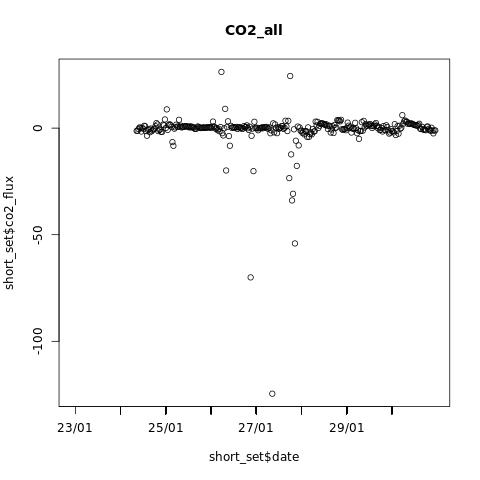 CO2_all
short_set$co2_flux
0
-50
-100
23/01 25/01 27/01 29/01
short_set$date